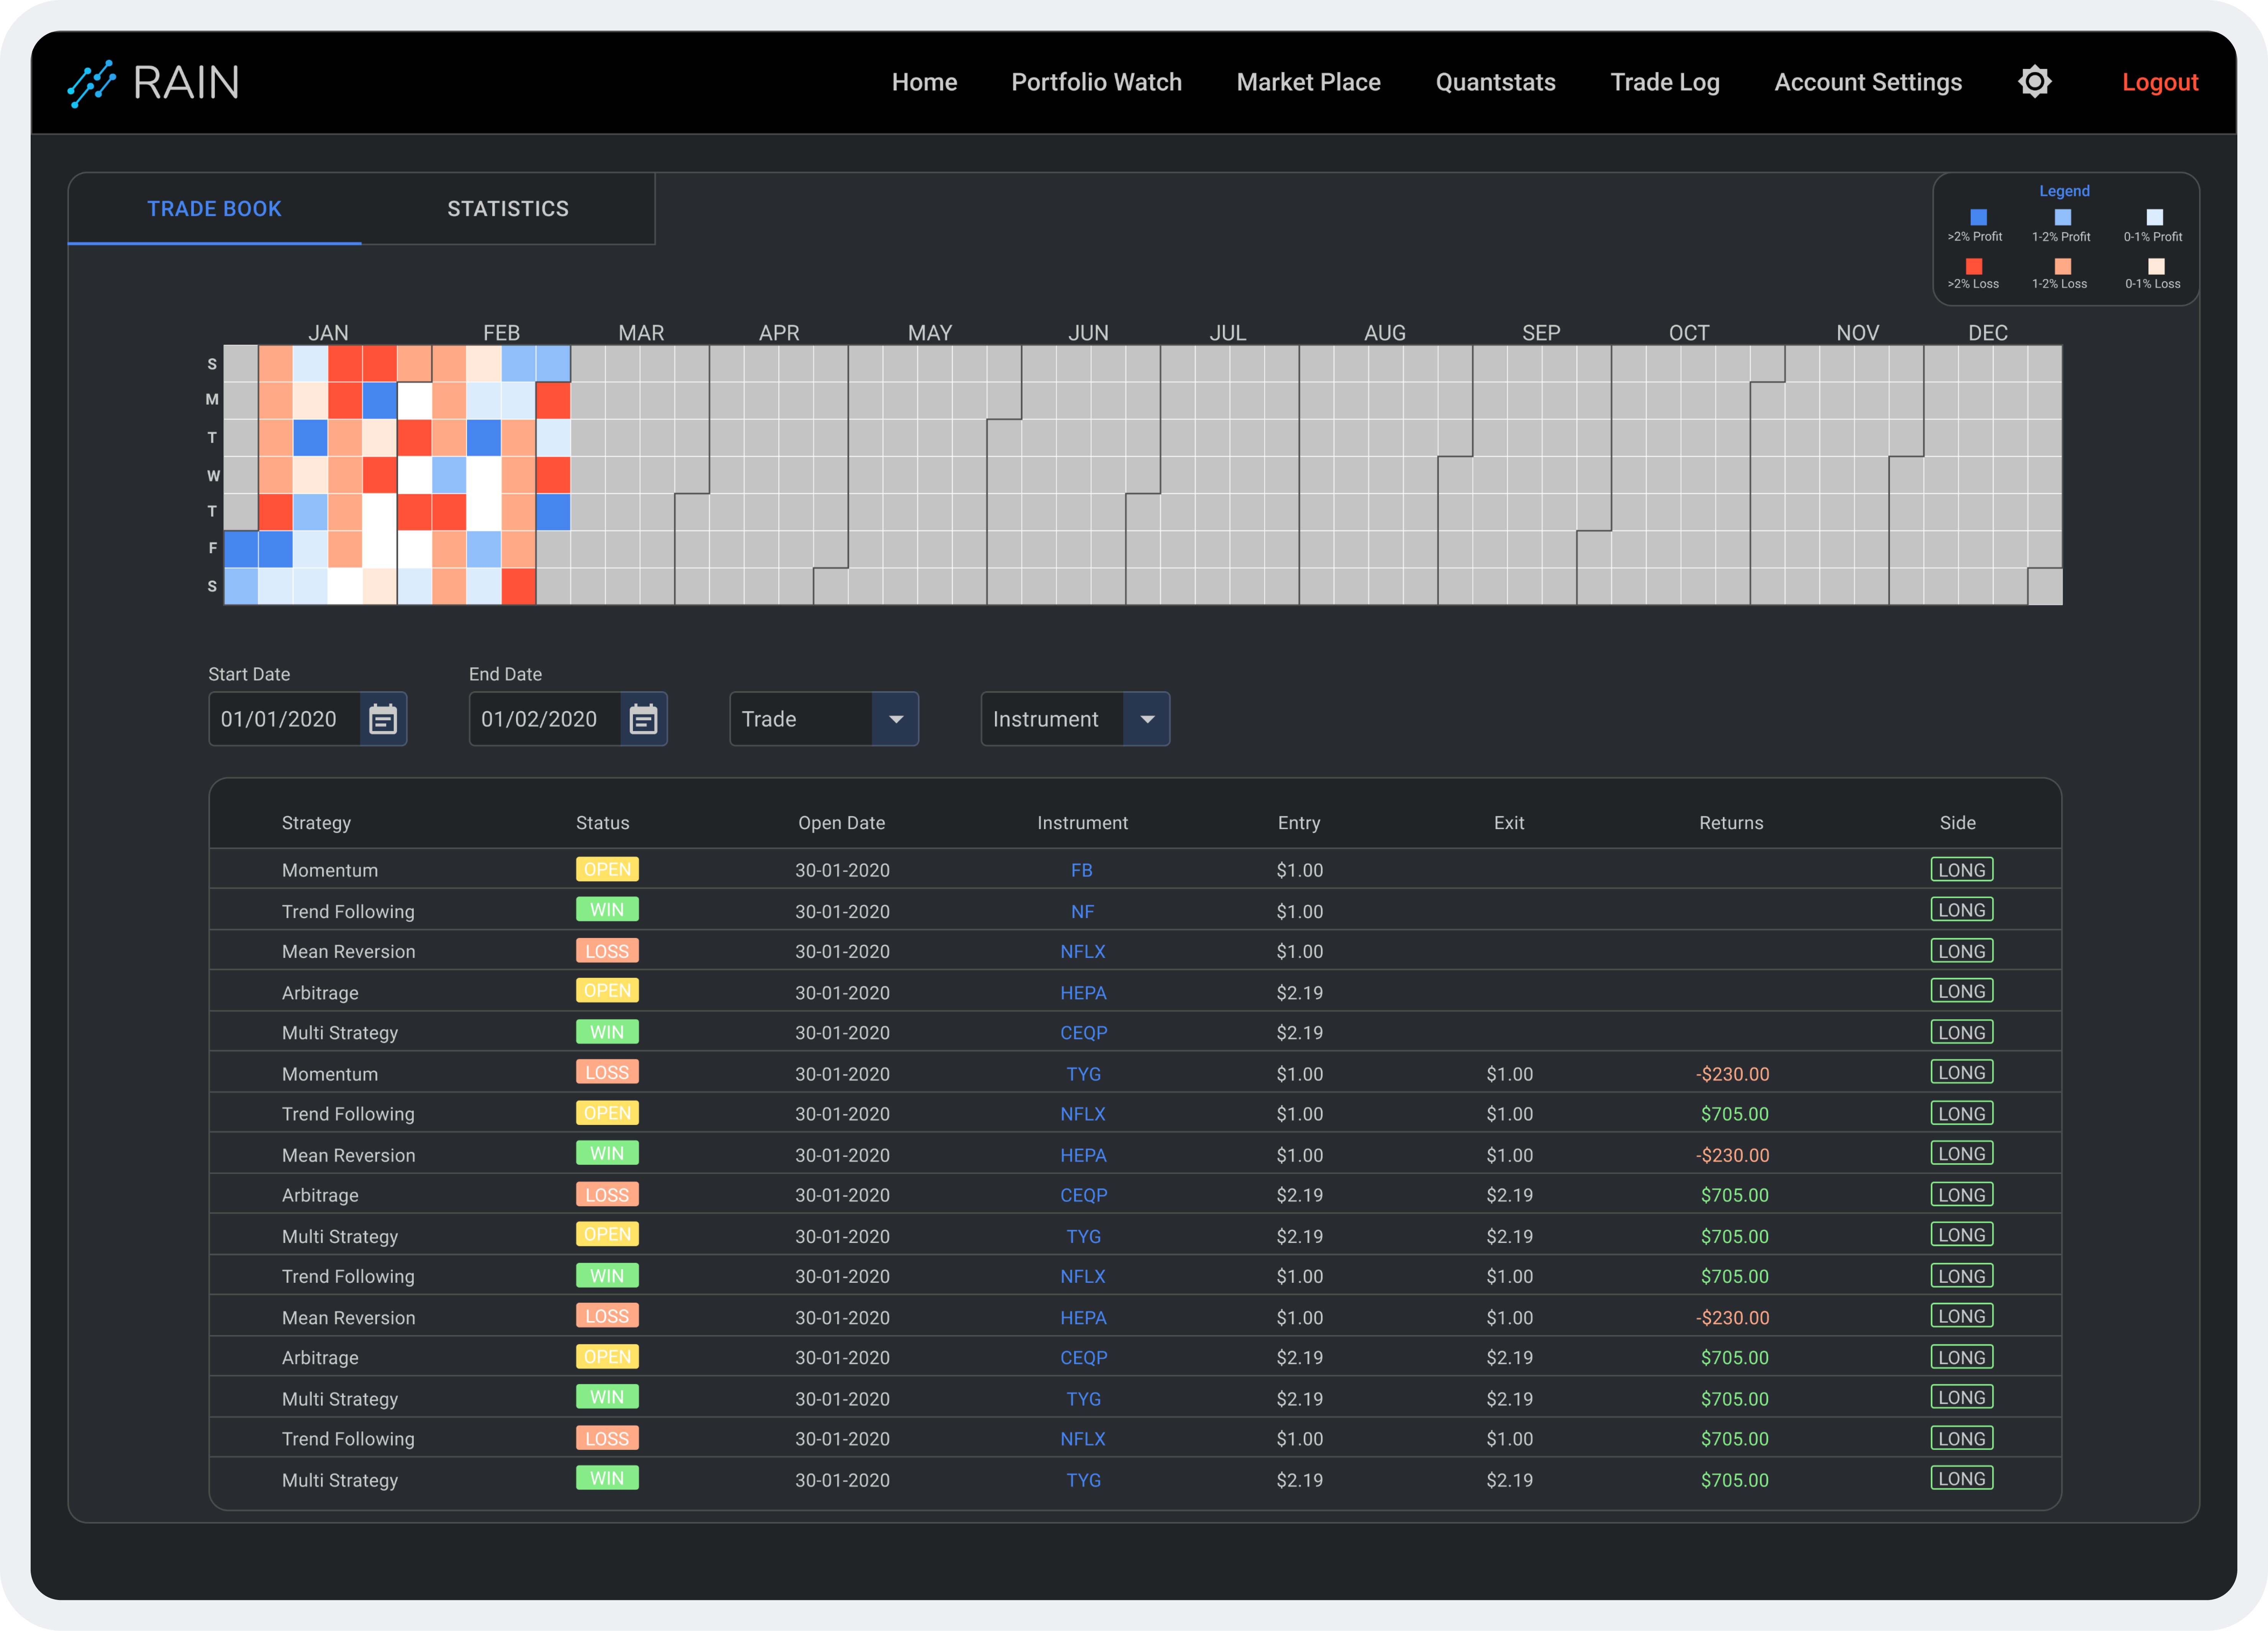 RAIN Home Portfolio Watch Market Place Quantstats Trade Log Account Settings Logout
TRADE BOOK STATISTICS
Legend
>2% Profit 1-2% Profit 0-1% Profit
>2% Loss 1-2% Loss 0-1% Loss
JAN FEB MAR APR MAY JUN JUL AUG SEP OCT NOV DEC
S
M
T
W
T
F
S
Start Date End Date
01/01/2020 01/02/2020 Trade Instrument
Strategy Status Open Date Instrument Entry Exit Returns Side
Momentum OPEN 30-01-2020 FB $1.00 LONG
Trend Following WIN 30-01-2020 NF $1.00 LONG
Mean Reversion LOSS 30-01-2020 NFLX $1.00 LONG
Arbitrage OPEN 30-01-2020 HEPA $2.19 LONG
Multi Strategy WIN 30-01-2020 CEQP $2.19 LONG
Momentum LOSS 30-01-2020 TYG $1.00 $1.00 -$230.00 LONG
Trend Following OPEN 30-01-2020 NFLX $1.00 $1.00 $705.00 LONG
Mean Reversion WIN 30-01-2020 HEPA $1.00 $1.00 -$230.00 LONG
Arbitrage LOSS 30-01-2020 CEQP $2.19 $2.19 $705.00 LONG
Multi Strategy OPEN 30-01-2020 TYG $2.19 $2.19 $705.00 LONG
Trend Following WIN 30-01-2020 NFLX $1.00 $1.00 $705.00 LONG
Mean Reversion LOSS 30-01-2020 HEPA $1.00 $1.00 -$230.00 LONG
Arbitrage OPEN 30-01-2020 CEQP $2.19 $2.19 $705.00 LONG
Multi Strategy WIN 30-01-2020 TYG $2.19 $2.19 $705.00 LONG
Trend Following LOSS 30-01-2020 NFLX $1.00 $1.00 $705.00 LONG
Multi Strategy WIN 30-01-2020 TYG $2.19 $2.19 $705.00 LONG